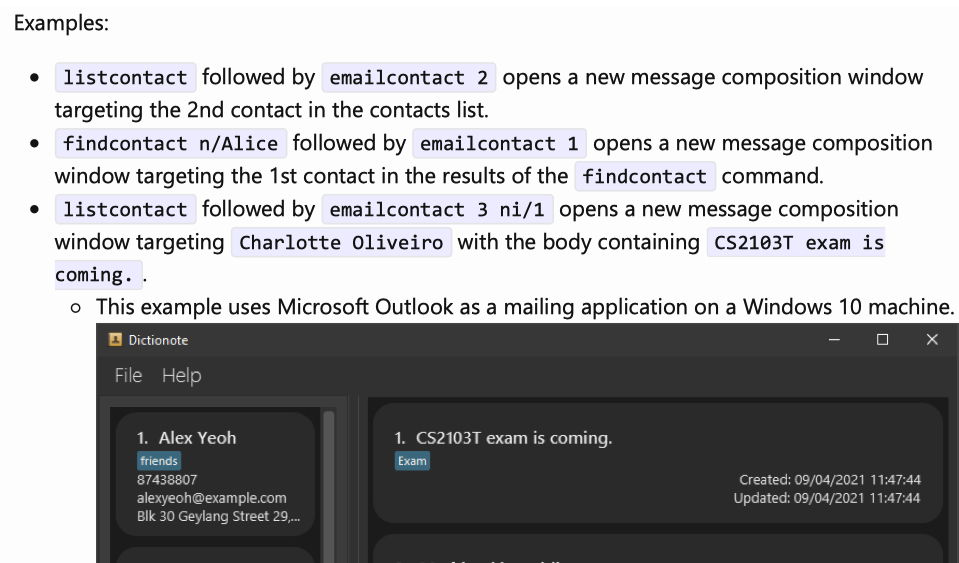 Examples:
listcontact followed by emailcontact 2 opens a new message composition window
targeting the 2nd contact in the contacts list.
findcontact n/Alice followed by emailcontact 1 opens a new message composition
window targeting the 1st contact in the results of the findcontact command.
listcontact followed by emailcontact 3 ni/1 opens a new message composition
window targeting Charlotte Oliveiro with the body containing CS2103T exam is
coming. .
This example uses Microsoft Outlook as a mailing application on a Windows 10 machine.
Dictionote
File Help
1. Alex Yeoh
friends
87438807
alexyeoh@example.com
Blk 30 Geylang Street 29,...
1. CS2103T exam is coming.
Exam
Created: 09/04/2021 11:47:44
Updated: 09/04/2021 11:47:44